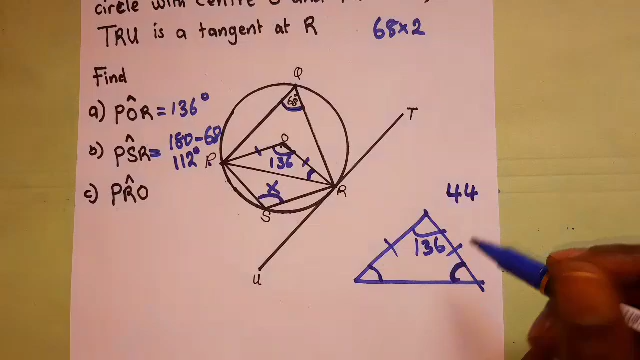 circle with centre O and
TRU is a tangent at R 68×2
Find
a) PÔR = 136°
b) PŜR = 180-68
112°
c) PR̂O
Q
68°
T
O
136
P
x
R
S
44
136
U